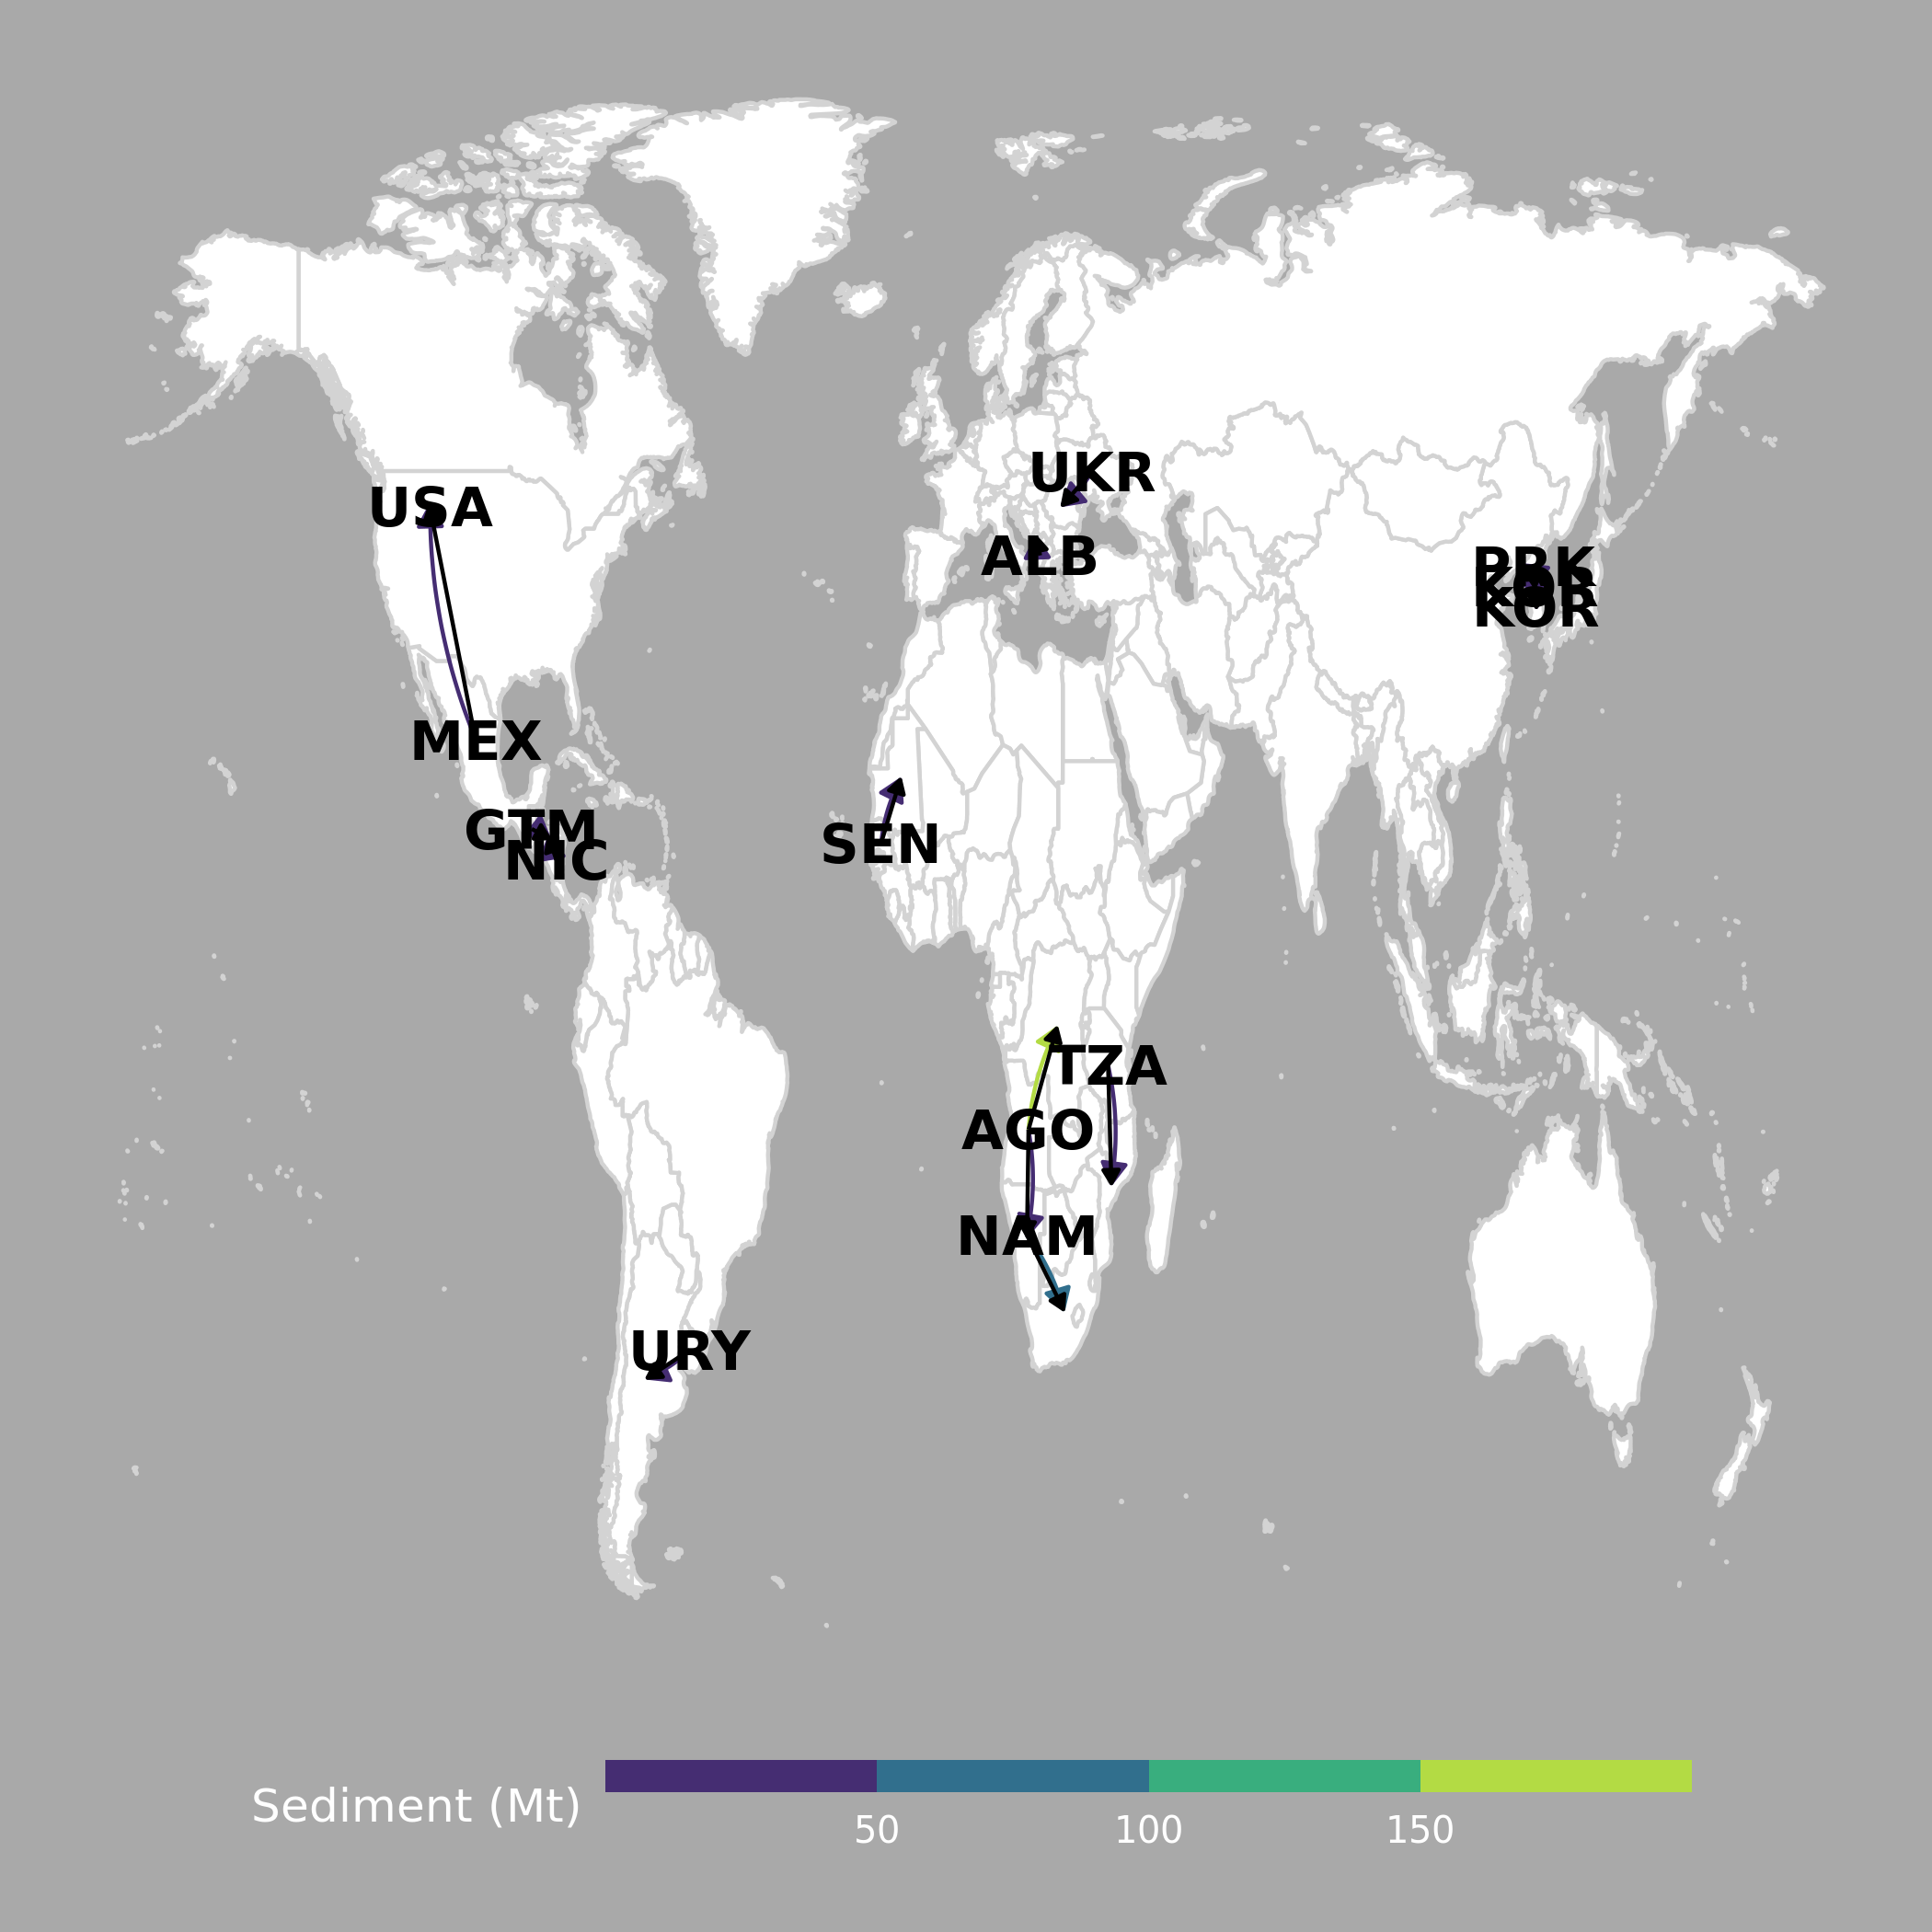 UKR
USA
ALB
PRK
KOR
MEX
GTM
SEN
NIC
TZA
AGO
NAM
URY
Sediment (Mt)
50 100 150